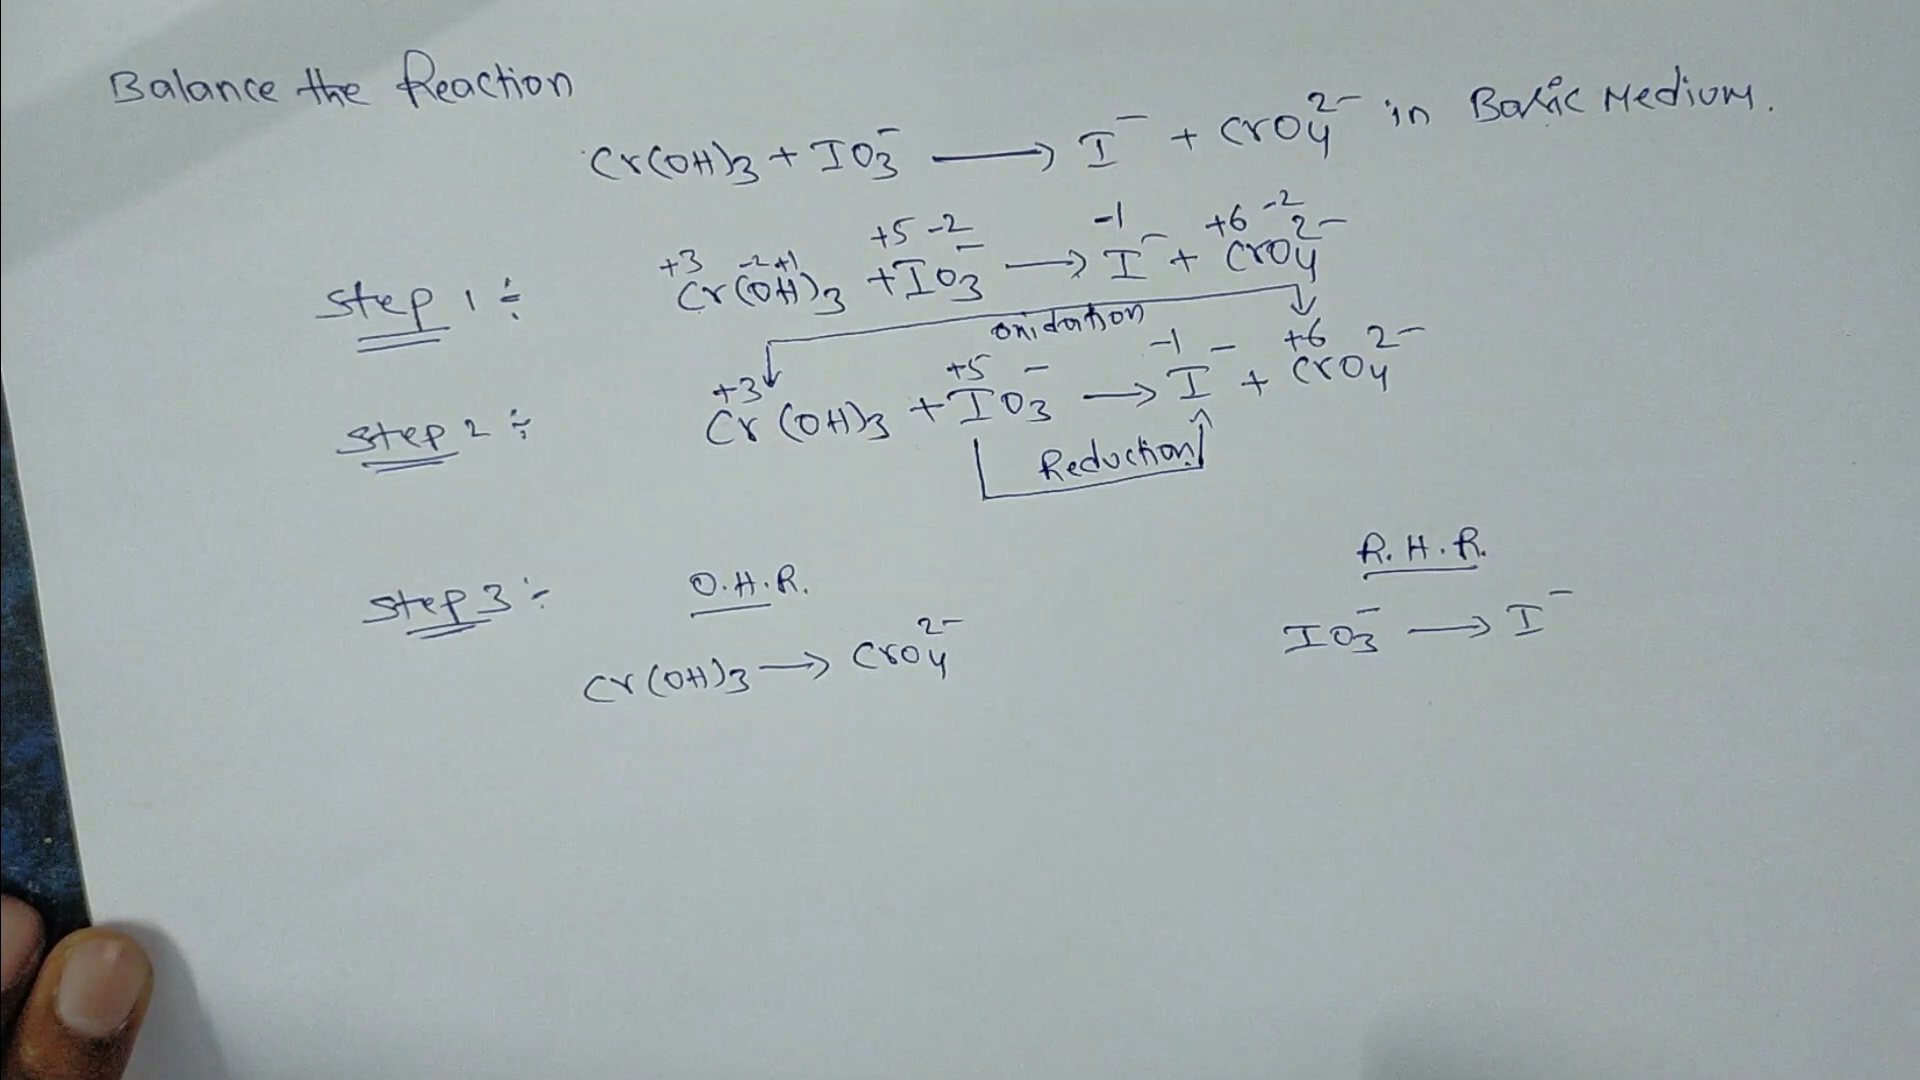 Balance the Reaction
Cr(OH)3 + IO3⁻ → I⁻ + CrO4²⁻ in Basic Medium.
+3 -2 +1 +5 -2 -1 +6 -2
Step 1 ÷ Cr(OH)3 + IO3⁻ → I⁻ + CrO4²⁻
oxidation
+3 +5 -1 +6
Step 2 ÷ Cr(OH)3 + IO3⁻ → I⁻ + CrO4²⁻
Reduction
Step 3 ÷ O.H.R. R.H.R.
Cr(OH)3 → CrO4²⁻ IO3⁻ → I⁻